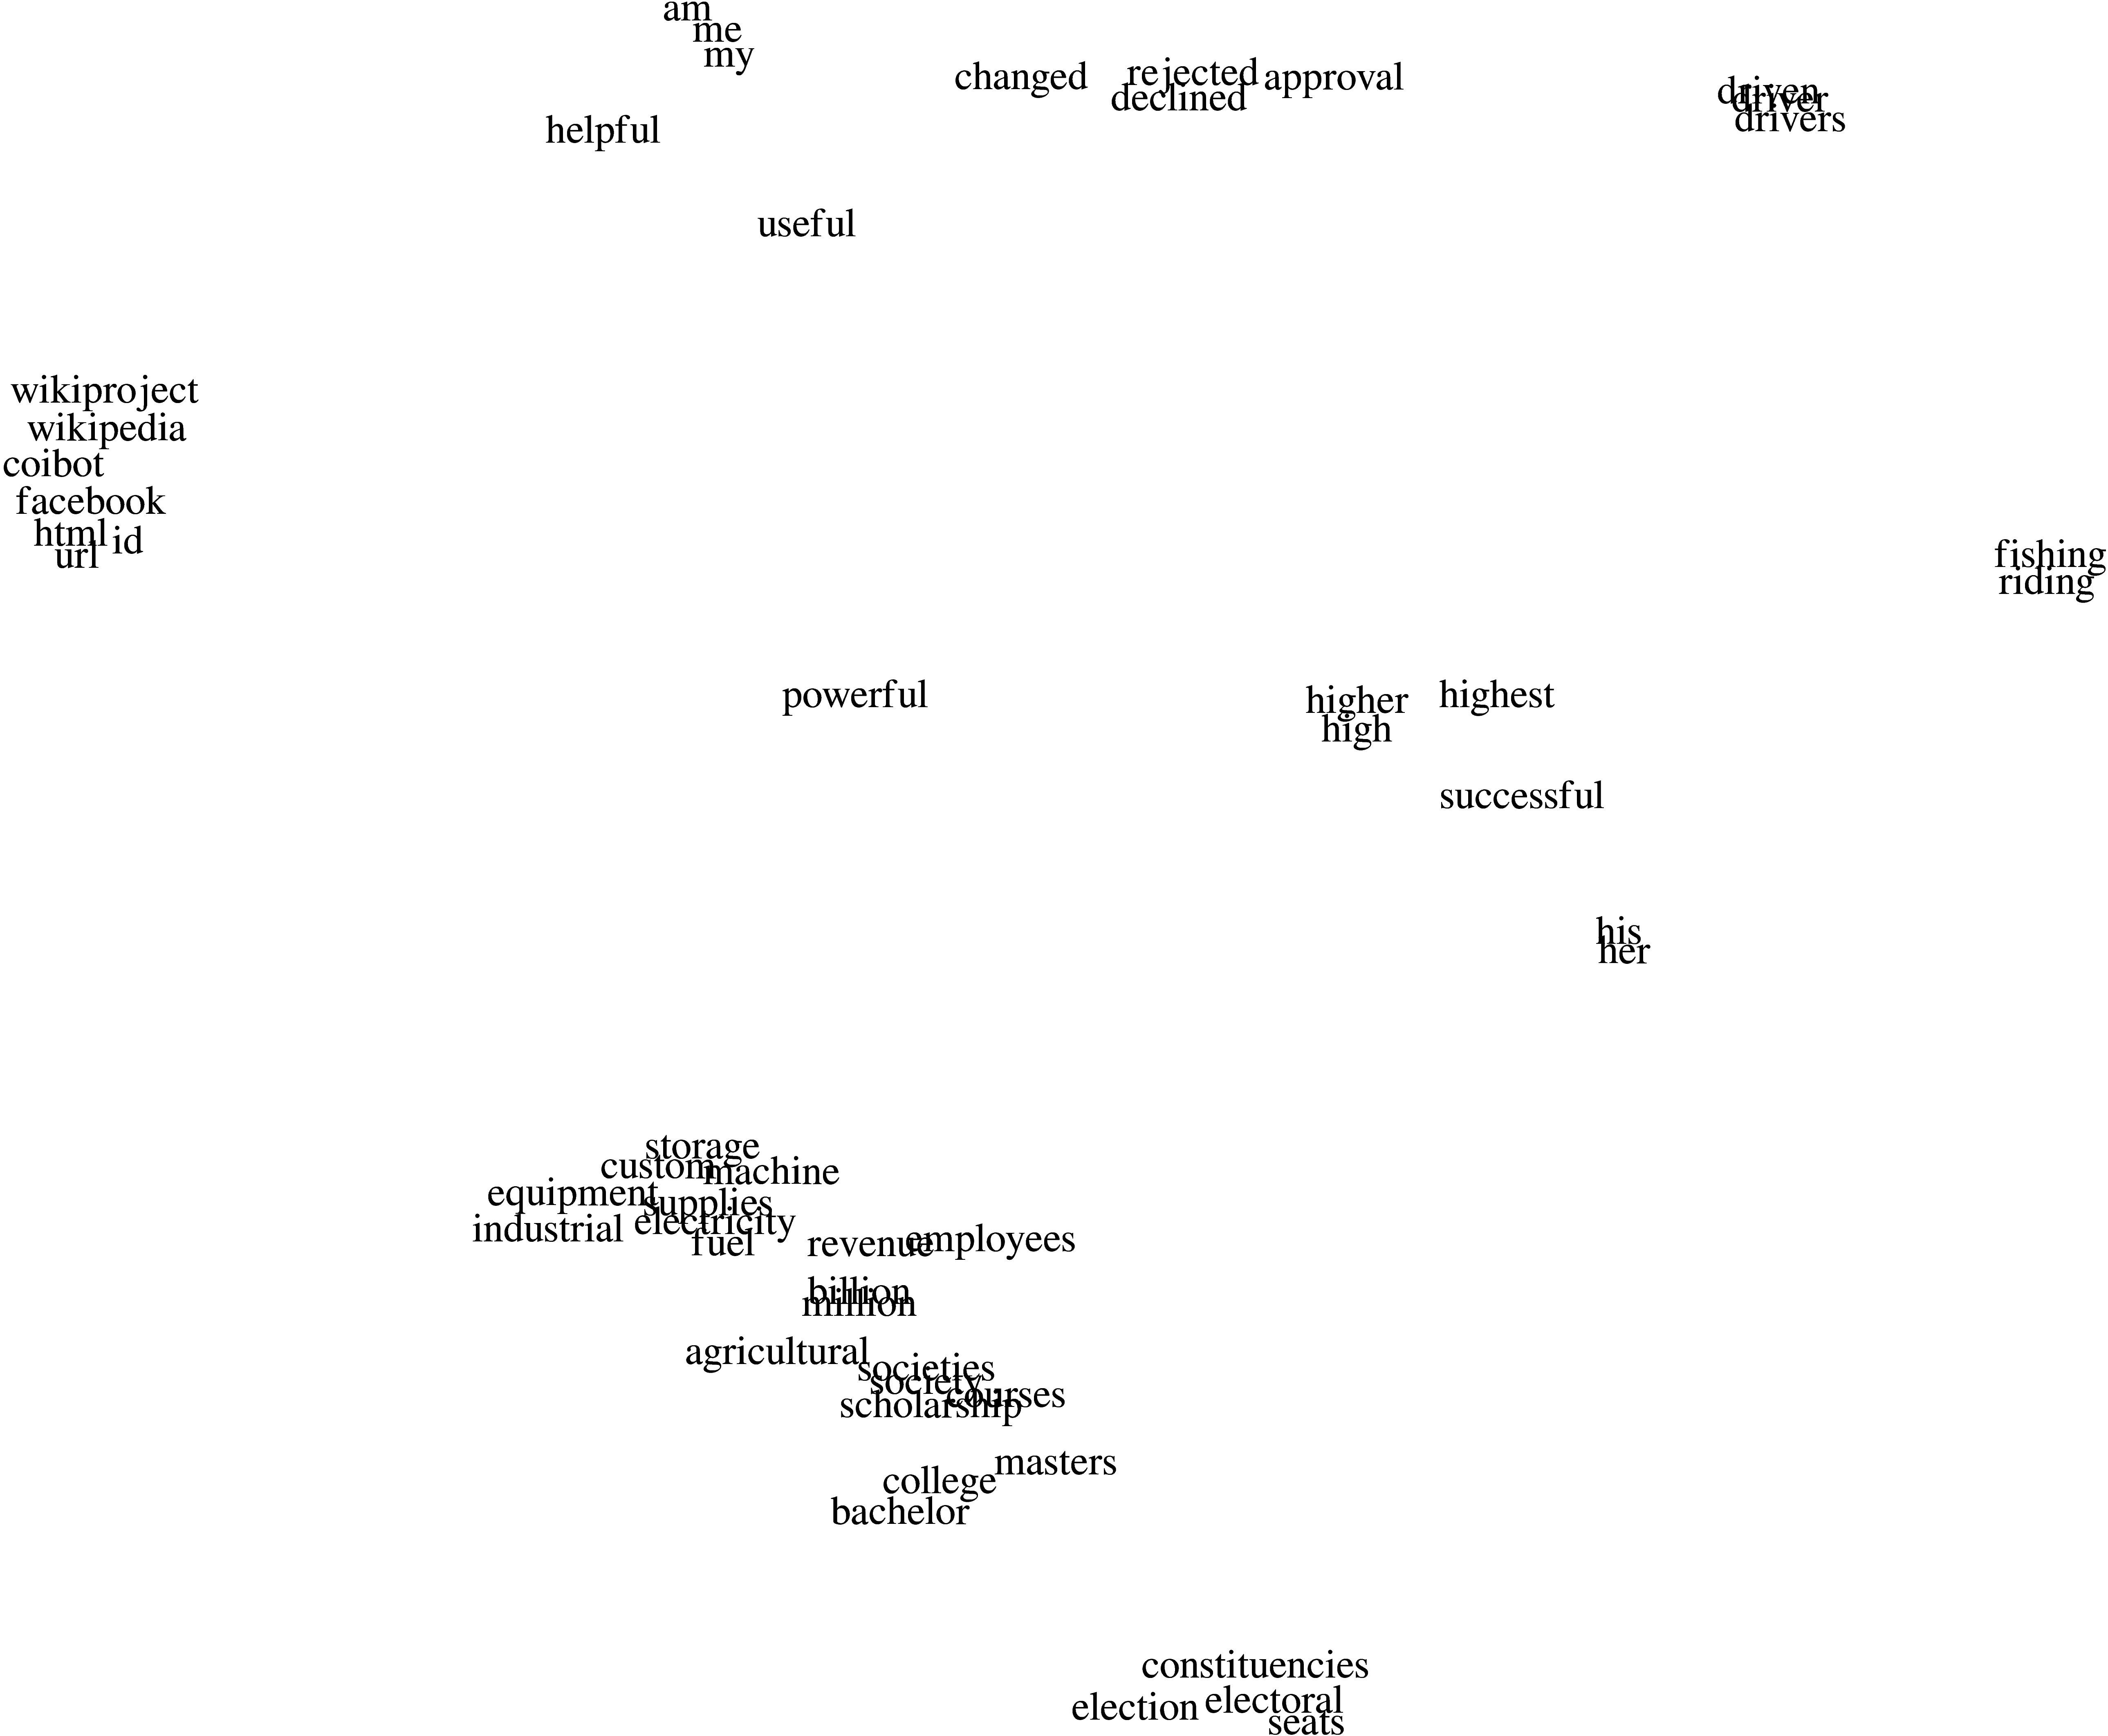 am
me
my
changed rejected approval
declined
driven
driver
drivers
helpful
useful
wikiproject
wikipedia
coibot
facebook
html id
url
fishing
riding
powerful
higher highest
high
successful
his
her
storage
custom machine
equipment supplies
industrial electricity
fuel revenue employees
billion
million
agricultural
societies
society courses
scholarship
masters
college
bachelor
constituencies
election electoral
seats